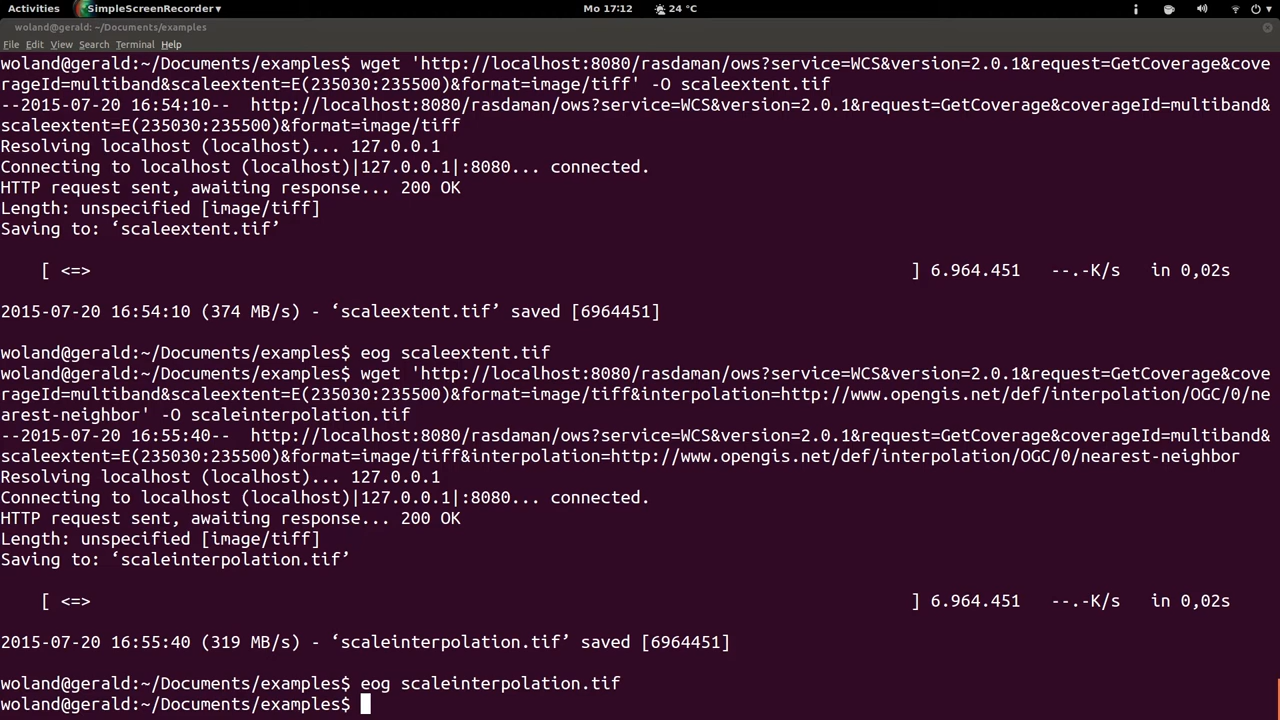 Activities SimpleScreenRecorder ▾ Mo 17:12 24 °C
woland@gerald: ~/Documents/examples
File Edit View Search Terminal Help
woland@gerald:~/Documents/examples$ wget 'http://localhost:8080/rasdaman/ows?service=WCS&version=2.0.1&request=GetCoverage&cove
rageId=multiband&scaleextent=E(235030:235500)&format=image/tiff' -O scaleextent.tif
--2015-07-20 16:54:10--  http://localhost:8080/rasdaman/ows?service=WCS&version=2.0.1&request=GetCoverage&coverageId=multiband&
scaleextent=E(235030:235500)&format=image/tiff
Resolving localhost (localhost)... 127.0.0.1
Connecting to localhost (localhost)|127.0.0.1|:8080... connected.
HTTP request sent, awaiting response... 200 OK
Length: unspecified [image/tiff]
Saving to: ‘scaleextent.tif’
[ <=> ] 6.964.451 --.-K/s in 0,02s
2015-07-20 16:54:10 (374 MB/s) - ‘scaleextent.tif’ saved [6964451]
woland@gerald:~/Documents/examples$ eog scaleextent.tif
woland@gerald:~/Documents/examples$ wget 'http://localhost:8080/rasdaman/ows?service=WCS&version=2.0.1&request=GetCoverage&cove
rageId=multiband&scaleextent=E(235030:235500)&format=image/tiff&interpolation=http://www.opengis.net/def/interpolation/OGC/0/ne
arest-neighbor' -O scaleinterpolation.tif
--2015-07-20 16:55:40--  http://localhost:8080/rasdaman/ows?service=WCS&version=2.0.1&request=GetCoverage&coverageId=multiband&
scaleextent=E(235030:235500)&format=image/tiff&interpolation=http://www.opengis.net/def/interpolation/OGC/0/nearest-neighbor
Resolving localhost (localhost)... 127.0.0.1
Connecting to localhost (localhost)|127.0.0.1|:8080... connected.
HTTP request sent, awaiting response... 200 OK
Length: unspecified [image/tiff]
Saving to: ‘scaleinterpolation.tif’
[ <=> ] 6.964.451 --.-K/s in 0,02s
2015-07-20 16:55:40 (319 MB/s) - ‘scaleinterpolation.tif’ saved [6964451]
woland@gerald:~/Documents/examples$ eog scaleinterpolation.tif
woland@gerald:~/Documents/examples$